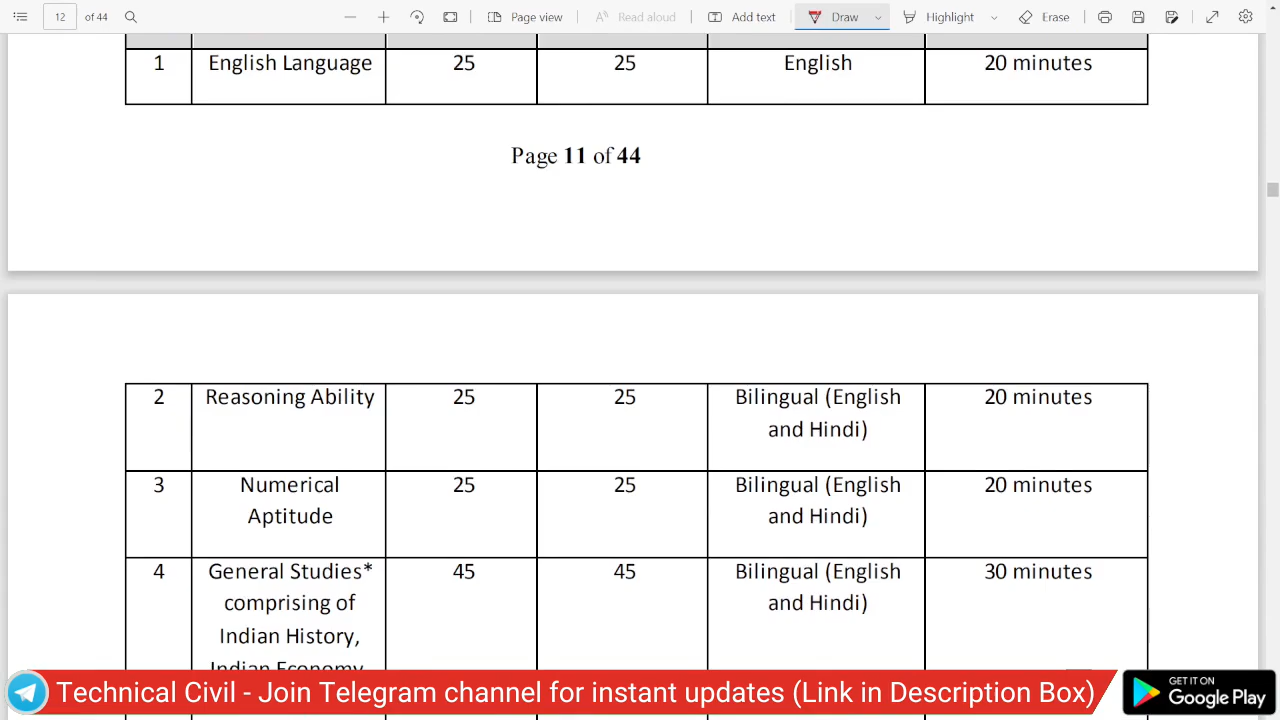 12 of 44 Page view Read aloud Add text Draw Highlight Erase
1 English Language 25 25 English 20 minutes
Page 11 of 44
2 Reasoning Ability 25 25 Bilingual (English 20 minutes
and Hindi)
3 Numerical 25 25 Bilingual (English 20 minutes
Aptitude and Hindi)
4 General Studies* 45 45 Bilingual (English 30 minutes
comprising of and Hindi)
Indian History,
Indian Economy,
Technical Civil - Join Telegram channel for instant updates (Link in Description Box)
GET IT ON
Google Play